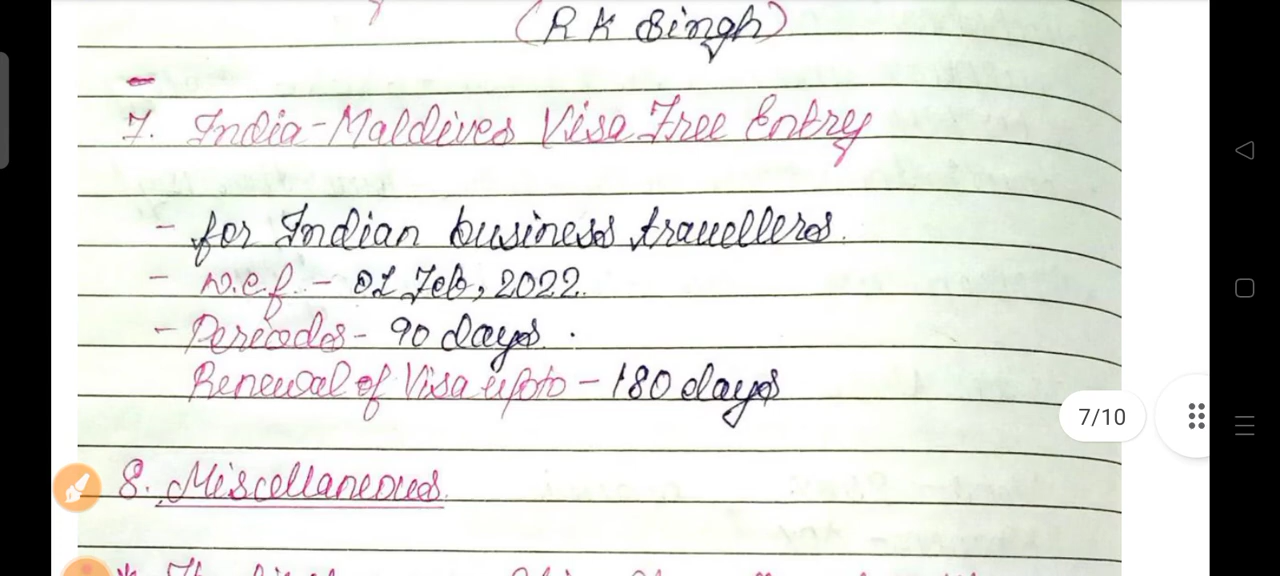 (R K Singh)
7. India-Maldives Visa Free Entry
- for Indian business travellers.
- w.e.f. - 01 Feb, 2022.
- Periods - 90 days.
Renewal of Visa upto - 180 days
7/10
8. Miscellaneous.